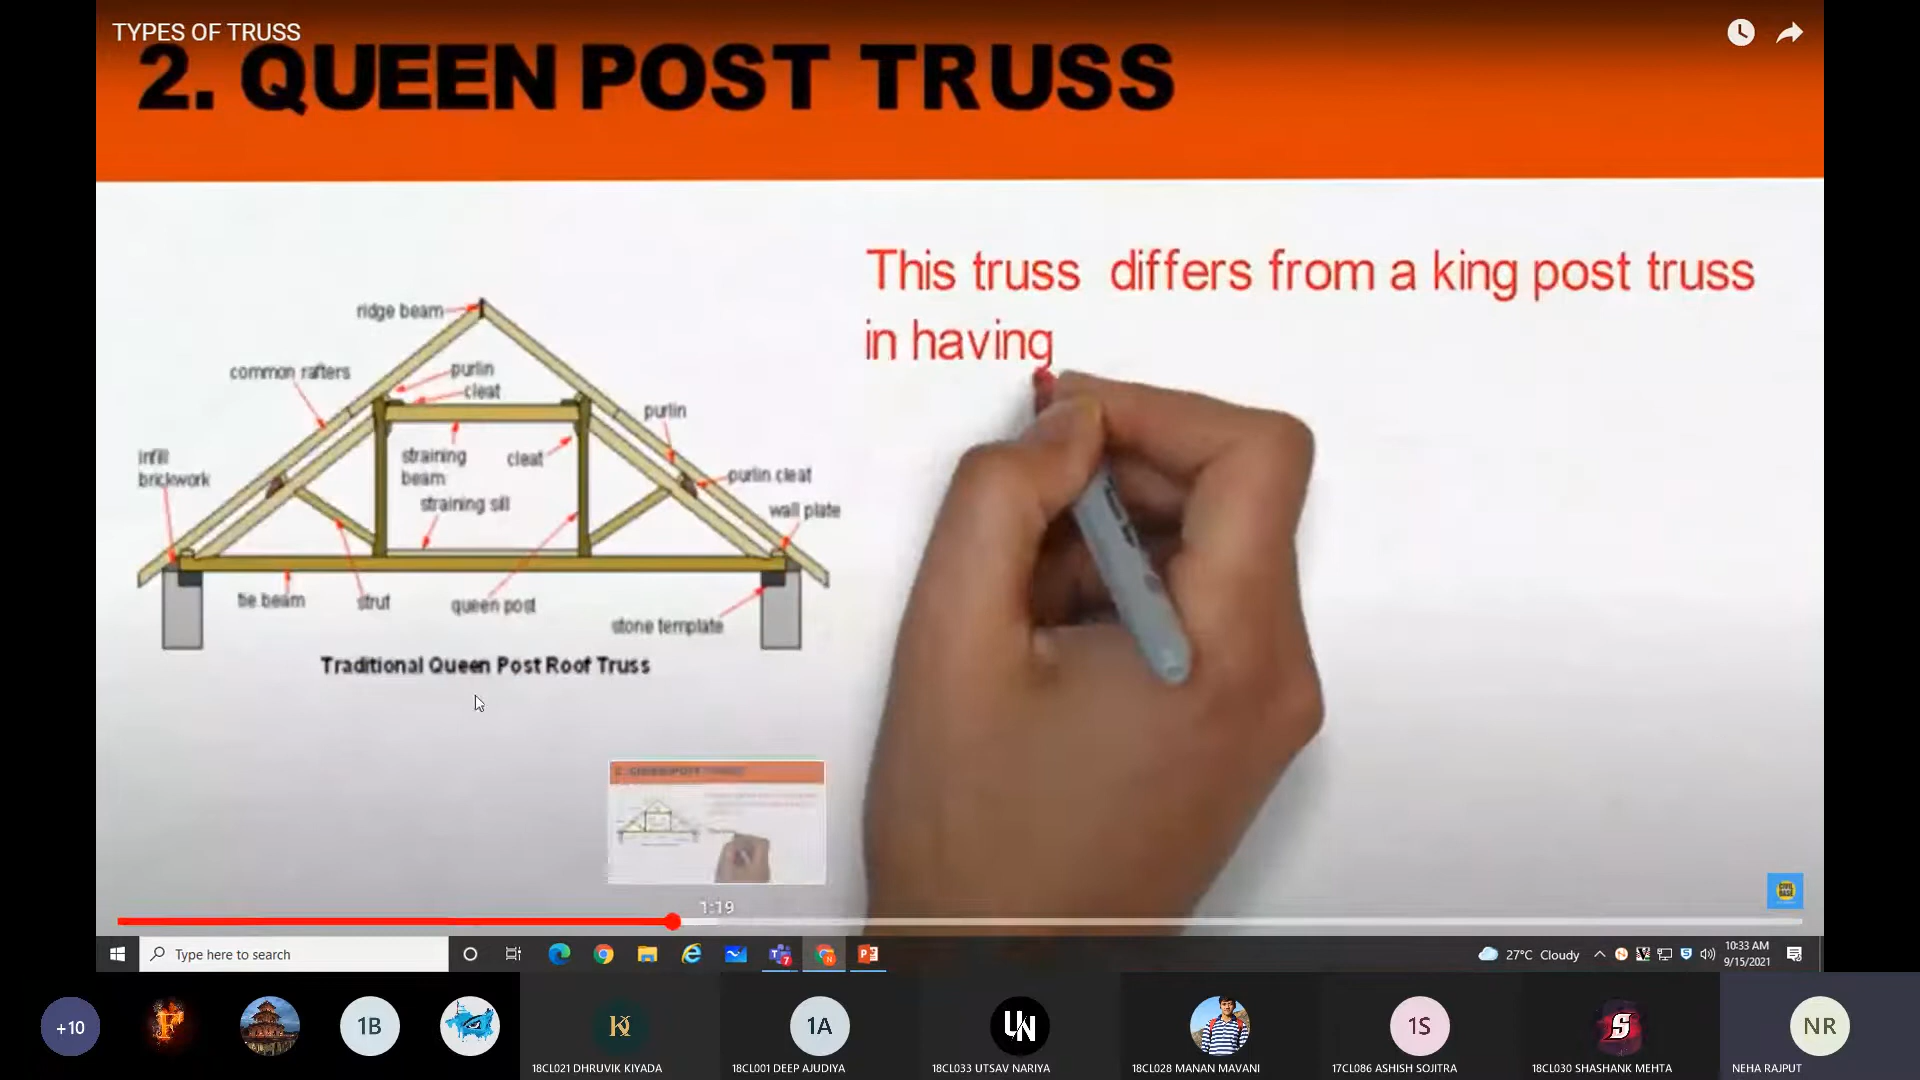 TYPES OF TRUSS
2. QUEEN POST TRUSS
This truss differs from a king post truss
in having
ridge beam
common rafters
purlin
cleat
purlin
infill
brickwork
straining
beam
cleat
purlin cleat
straining sill
wall plate
tie beam
strut
queen post
stone template
Traditional Queen Post Roof Truss
1:19
Type here to search
7
27°C Cloudy
10:33 AM
9/15/2021
+10
F
1B
K
1A
UN
1S
S
NR
18CL021 DHRUVIK KIYADA
18CL001 DEEP AJUDIYA
18CL033 UTSAV NARIYA
18CL028 MANAN MAVANI
17CL086 ASHISH SOJITRA
18CL030 SHASHANK MEHTA
NEHA RAJPUT